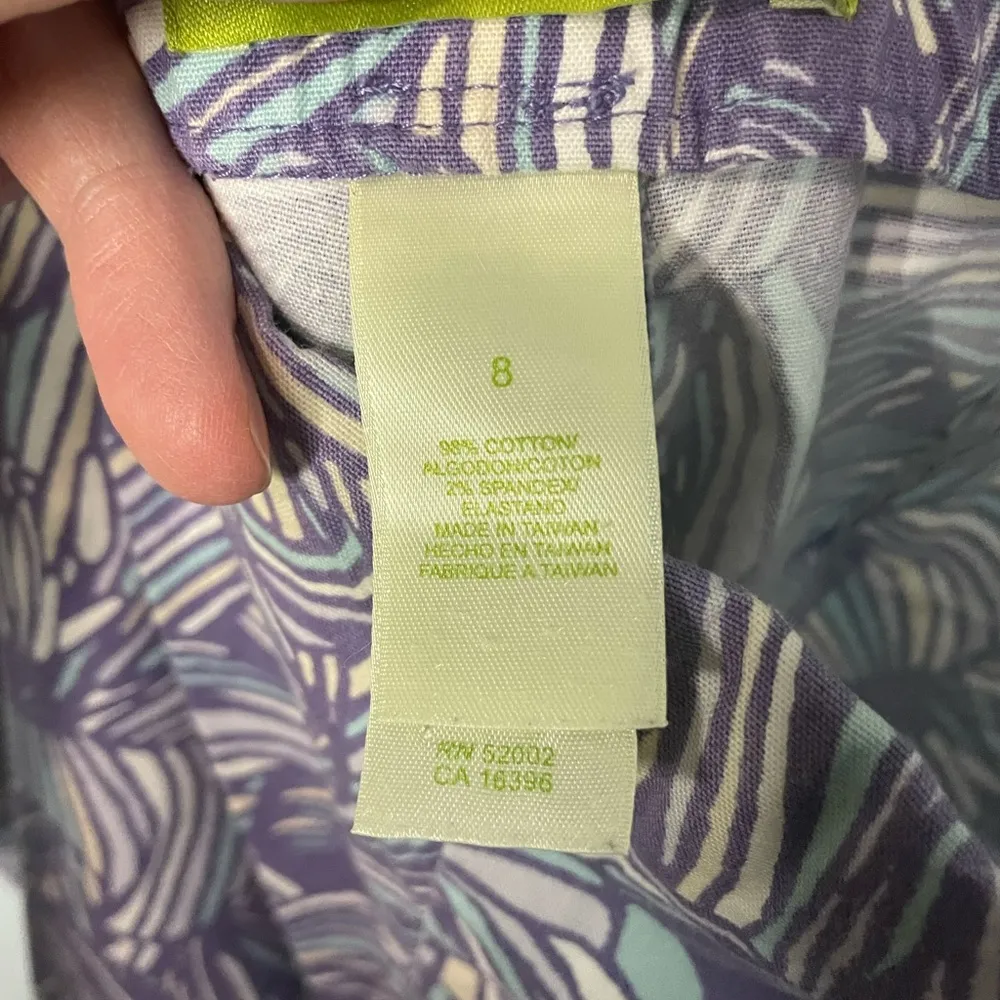 8
98% COTTON/
ALGODON/COTON
2% SPANDEX/
ELASTANO
MADE IN TAIWAN
HECHO EN TAIWAN
FABRIQUE A TAIWAN
RN 52002
CA 16396